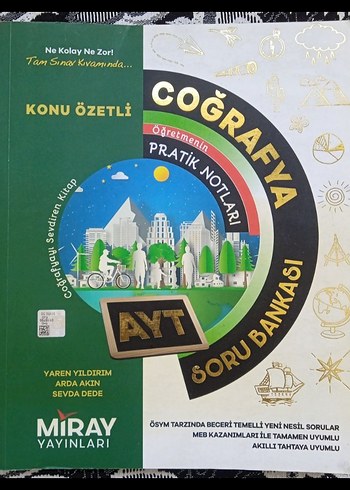 Ne Kolay Ne Zor!
Tam Sınav Kıvamında...
KONU ÖZETLİ
COĞRAFYA
Öğretmenin
PRATİK NOTLARI
Coğrafyayı Sevdiren Kitap
AYT
SORU BANKASI
YAREN YILDIRIM
ARDA AKIN
SEVDA DEDE
MİRAY
YAYINLARI
ÖSYM TARZINDA BECERİ TEMELLİ YENİ NESİL SORULAR
MEB KAZANIMLARI İLE TAMAMEN UYUMLU
AKILLI TAHTAYA UYUMLU